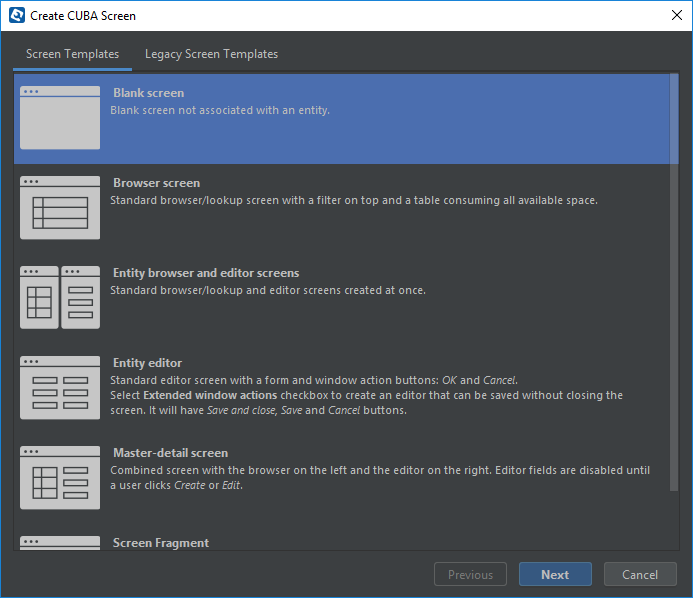 Create CUBA Screen
Screen Templates
Legacy Screen Templates
Blank screen
Blank screen not associated with an entity.
Browser screen
Standard browser/lookup screen with a filter on top and a table consuming all available space.
Entity browser and editor screens
Standard browser/lookup and editor screens created at once.
Entity editor
Standard editor screen with a form and window action buttons: OK and Cancel.
Select Extended window actions checkbox to create an editor that can be saved without closing the
screen. It will have Save and close, Save and Cancel buttons.
Master-detail screen
Combined screen with the browser on the left and the editor on the right. Editor fields are disabled until
a user clicks Create or Edit.
Screen Fragment
Previous
Next
Cancel